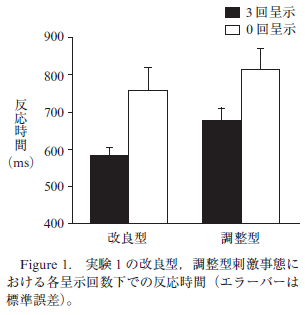 3 回呈示
0 回呈示
900
800
700
600
500
400
反応時間
(ms)
改良型
調整型
Figure 1. 実験 1 の改良型,調整型刺激事態に
おける各呈示回数下での反応時間(エラーバーは
標準誤差)。